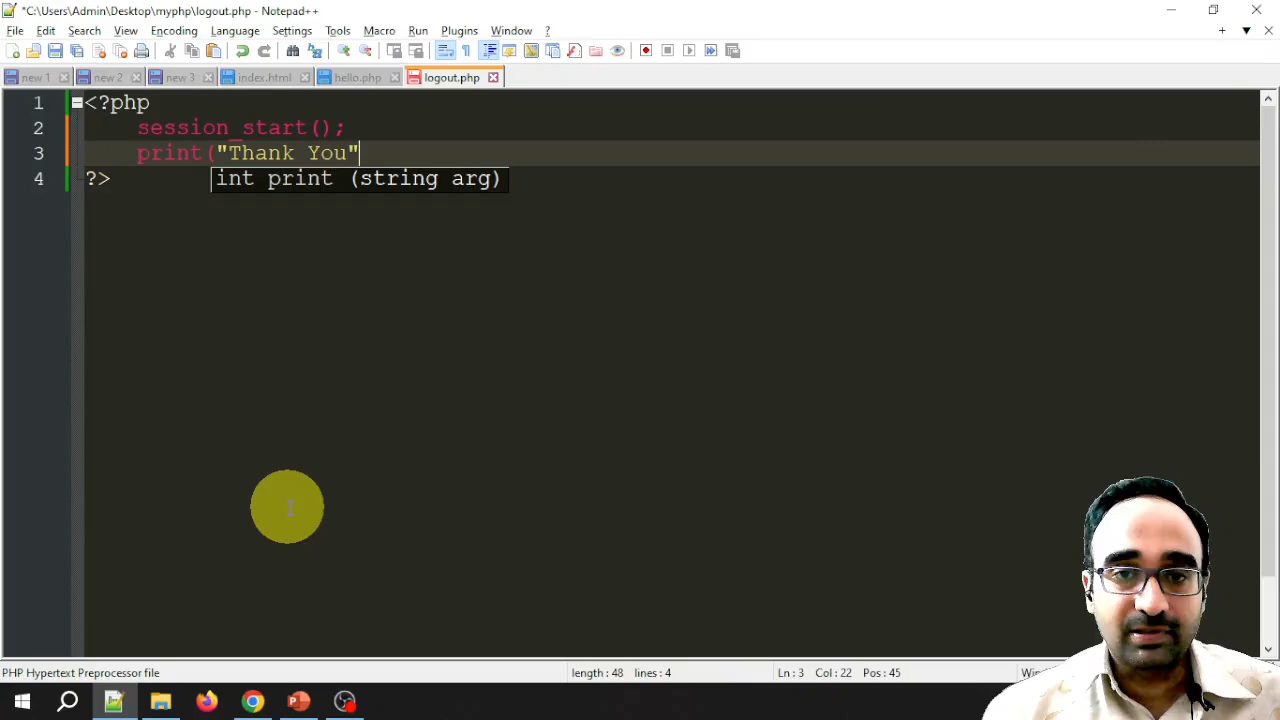 *C:\Users\Admin\Desktop\myphp\logout.php - Notepad++
File Edit Search View Encoding Language Settings Tools Macro Run Plugins Window ?
new 1 new 2 new 3 index.html hello.php logout.php
1 <?php
2 session_start();
3 print("Thank You"
4 ?>
int print (string arg)
PHP Hypertext Preprocessor file length : 48 lines : 4 Ln : 3 Col : 22 Pos : 45